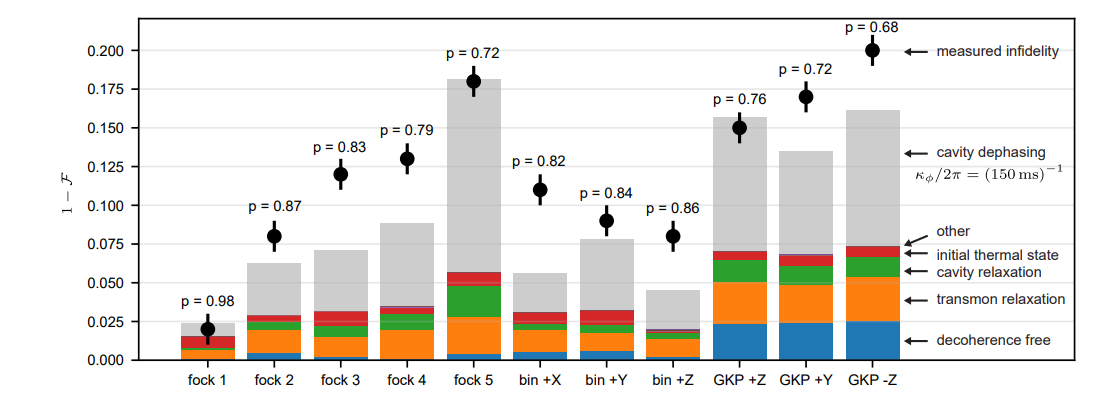 p = 0.68
0.200
measured infidelity
p = 0.72
p = 0.72
0.175
p = 0.76
0.150
p = 0.79
p = 0.83
cavity dephasing
0.125
p = 0.82
κϕ/2π = (150 ms)⁻¹
1 − ℱ
p = 0.87
p = 0.84
p = 0.86
0.100
other
0.075
initial thermal state
cavity relaxation
p = 0.98
0.050
transmon relaxation
0.025
decoherence free
0.000
fock 1 fock 2 fock 3 fock 4 fock 5 bin +X bin +Y bin +Z GKP +Z GKP +Y GKP -Z